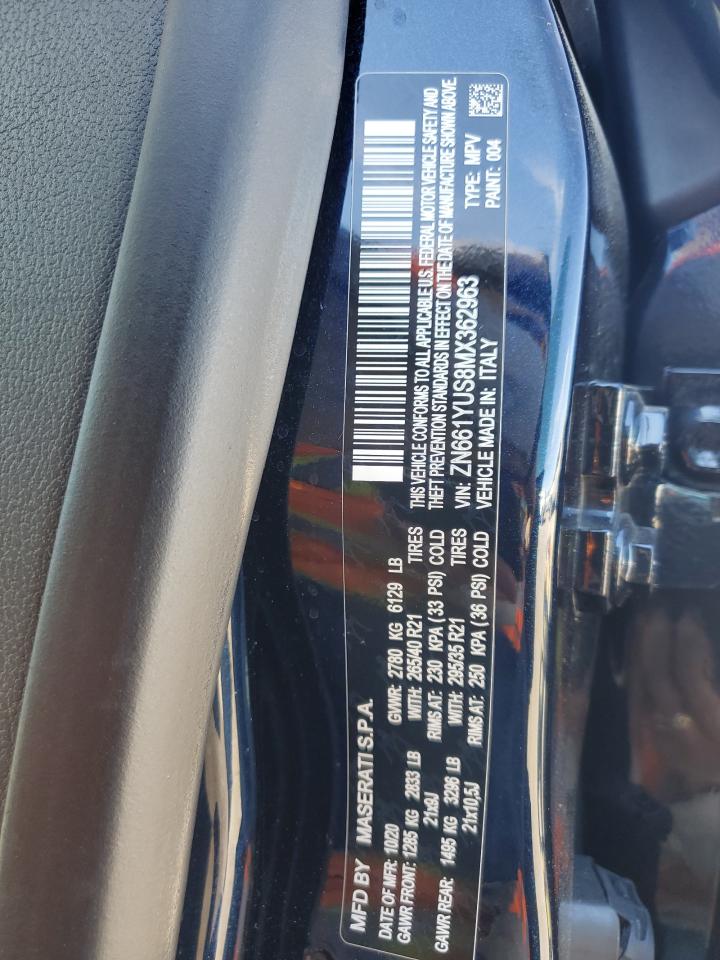 MFD BY MASERATI S.P.A.
DATE OF MFR: 10/20 GVWR: 2780 KG 6129 LB
GAWR FRONT: 1285 KG 2833 LB WITH: 265/40 R21 TIRES
21x9J RIMS AT: 230 KPA (33 PSI) COLD
GAWR REAR: 1495 KG 3296 LB WITH: 295/35 R21 TIRES
21x10,5J RIMS AT: 250 KPA (36 PSI) COLD
THIS VEHICLE CONFORMS TO ALL APPLICABLE U.S. FEDERAL MOTOR VEHICLE SAFETY AND
THEFT PREVENTION STANDARDS IN EFFECT ON THE DATE OF MANUFACTURE SHOWN ABOVE.
VIN: ZN661YUS8MX362963 TYPE: MPV
VEHICLE MADE IN: ITALY PAINT: 004